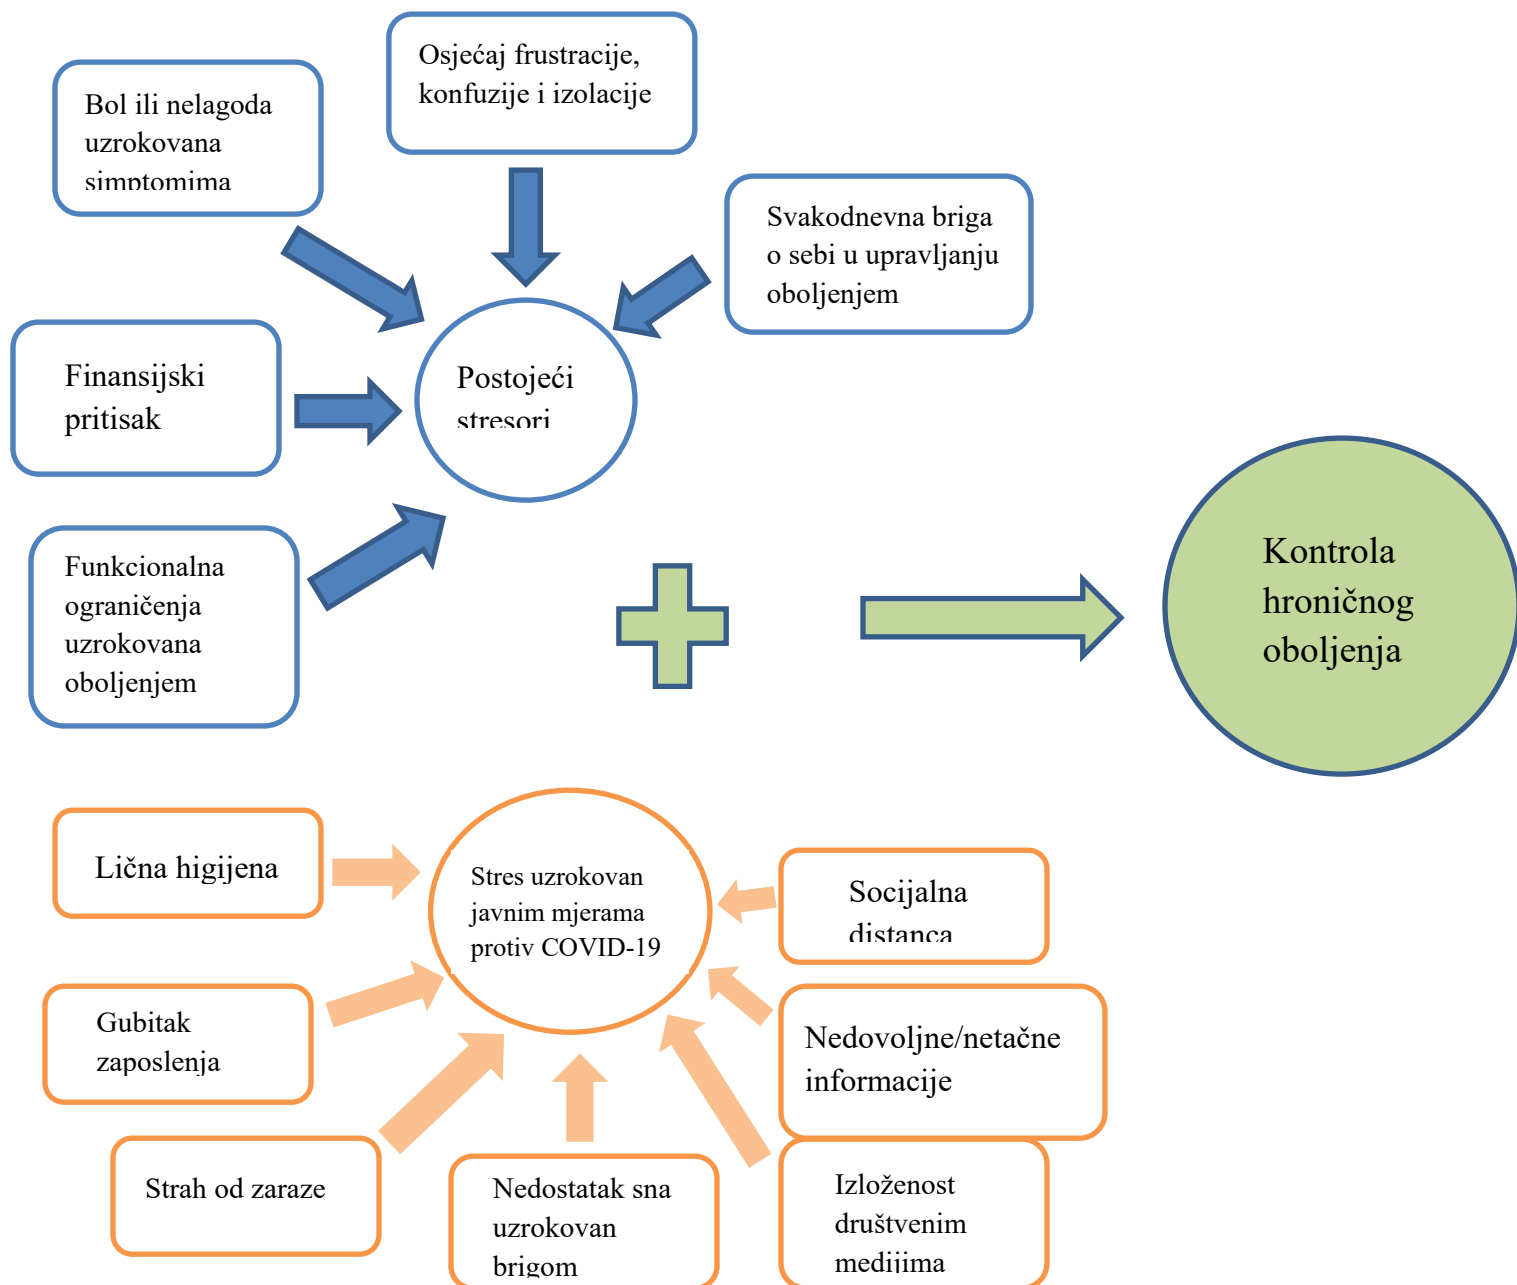 Osjećaj frustracije,
konfuzije i izolacije
Bol ili nelagoda
uzrokovana
simptomima
Svakodnevna briga
o sebi u upravljanju
oboljenjem
Finansijski
pritisak
Postojeći
stresori
Funkcionalna
ograničenja
uzrokovana
oboljenjem
Kontrola
hroničnog
oboljenja
Lična higijena
Stres uzrokovan
javnim mjerama
protiv COVID-19
Socijalna
distanca
Gubitak
zaposlenja
Nedovoljne/netačne
informacije
Strah od zaraze
Nedostatak sna
uzrokovan
brigom
Izloženost
društvenim
medijima